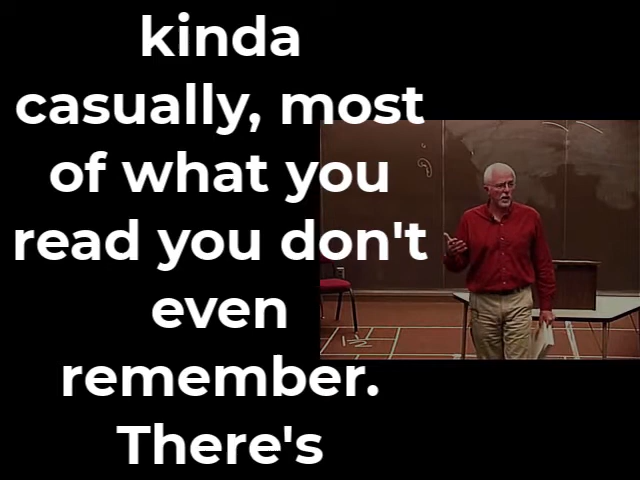 kinda
casually, most
of what you
read you don't
even
remember.
There's